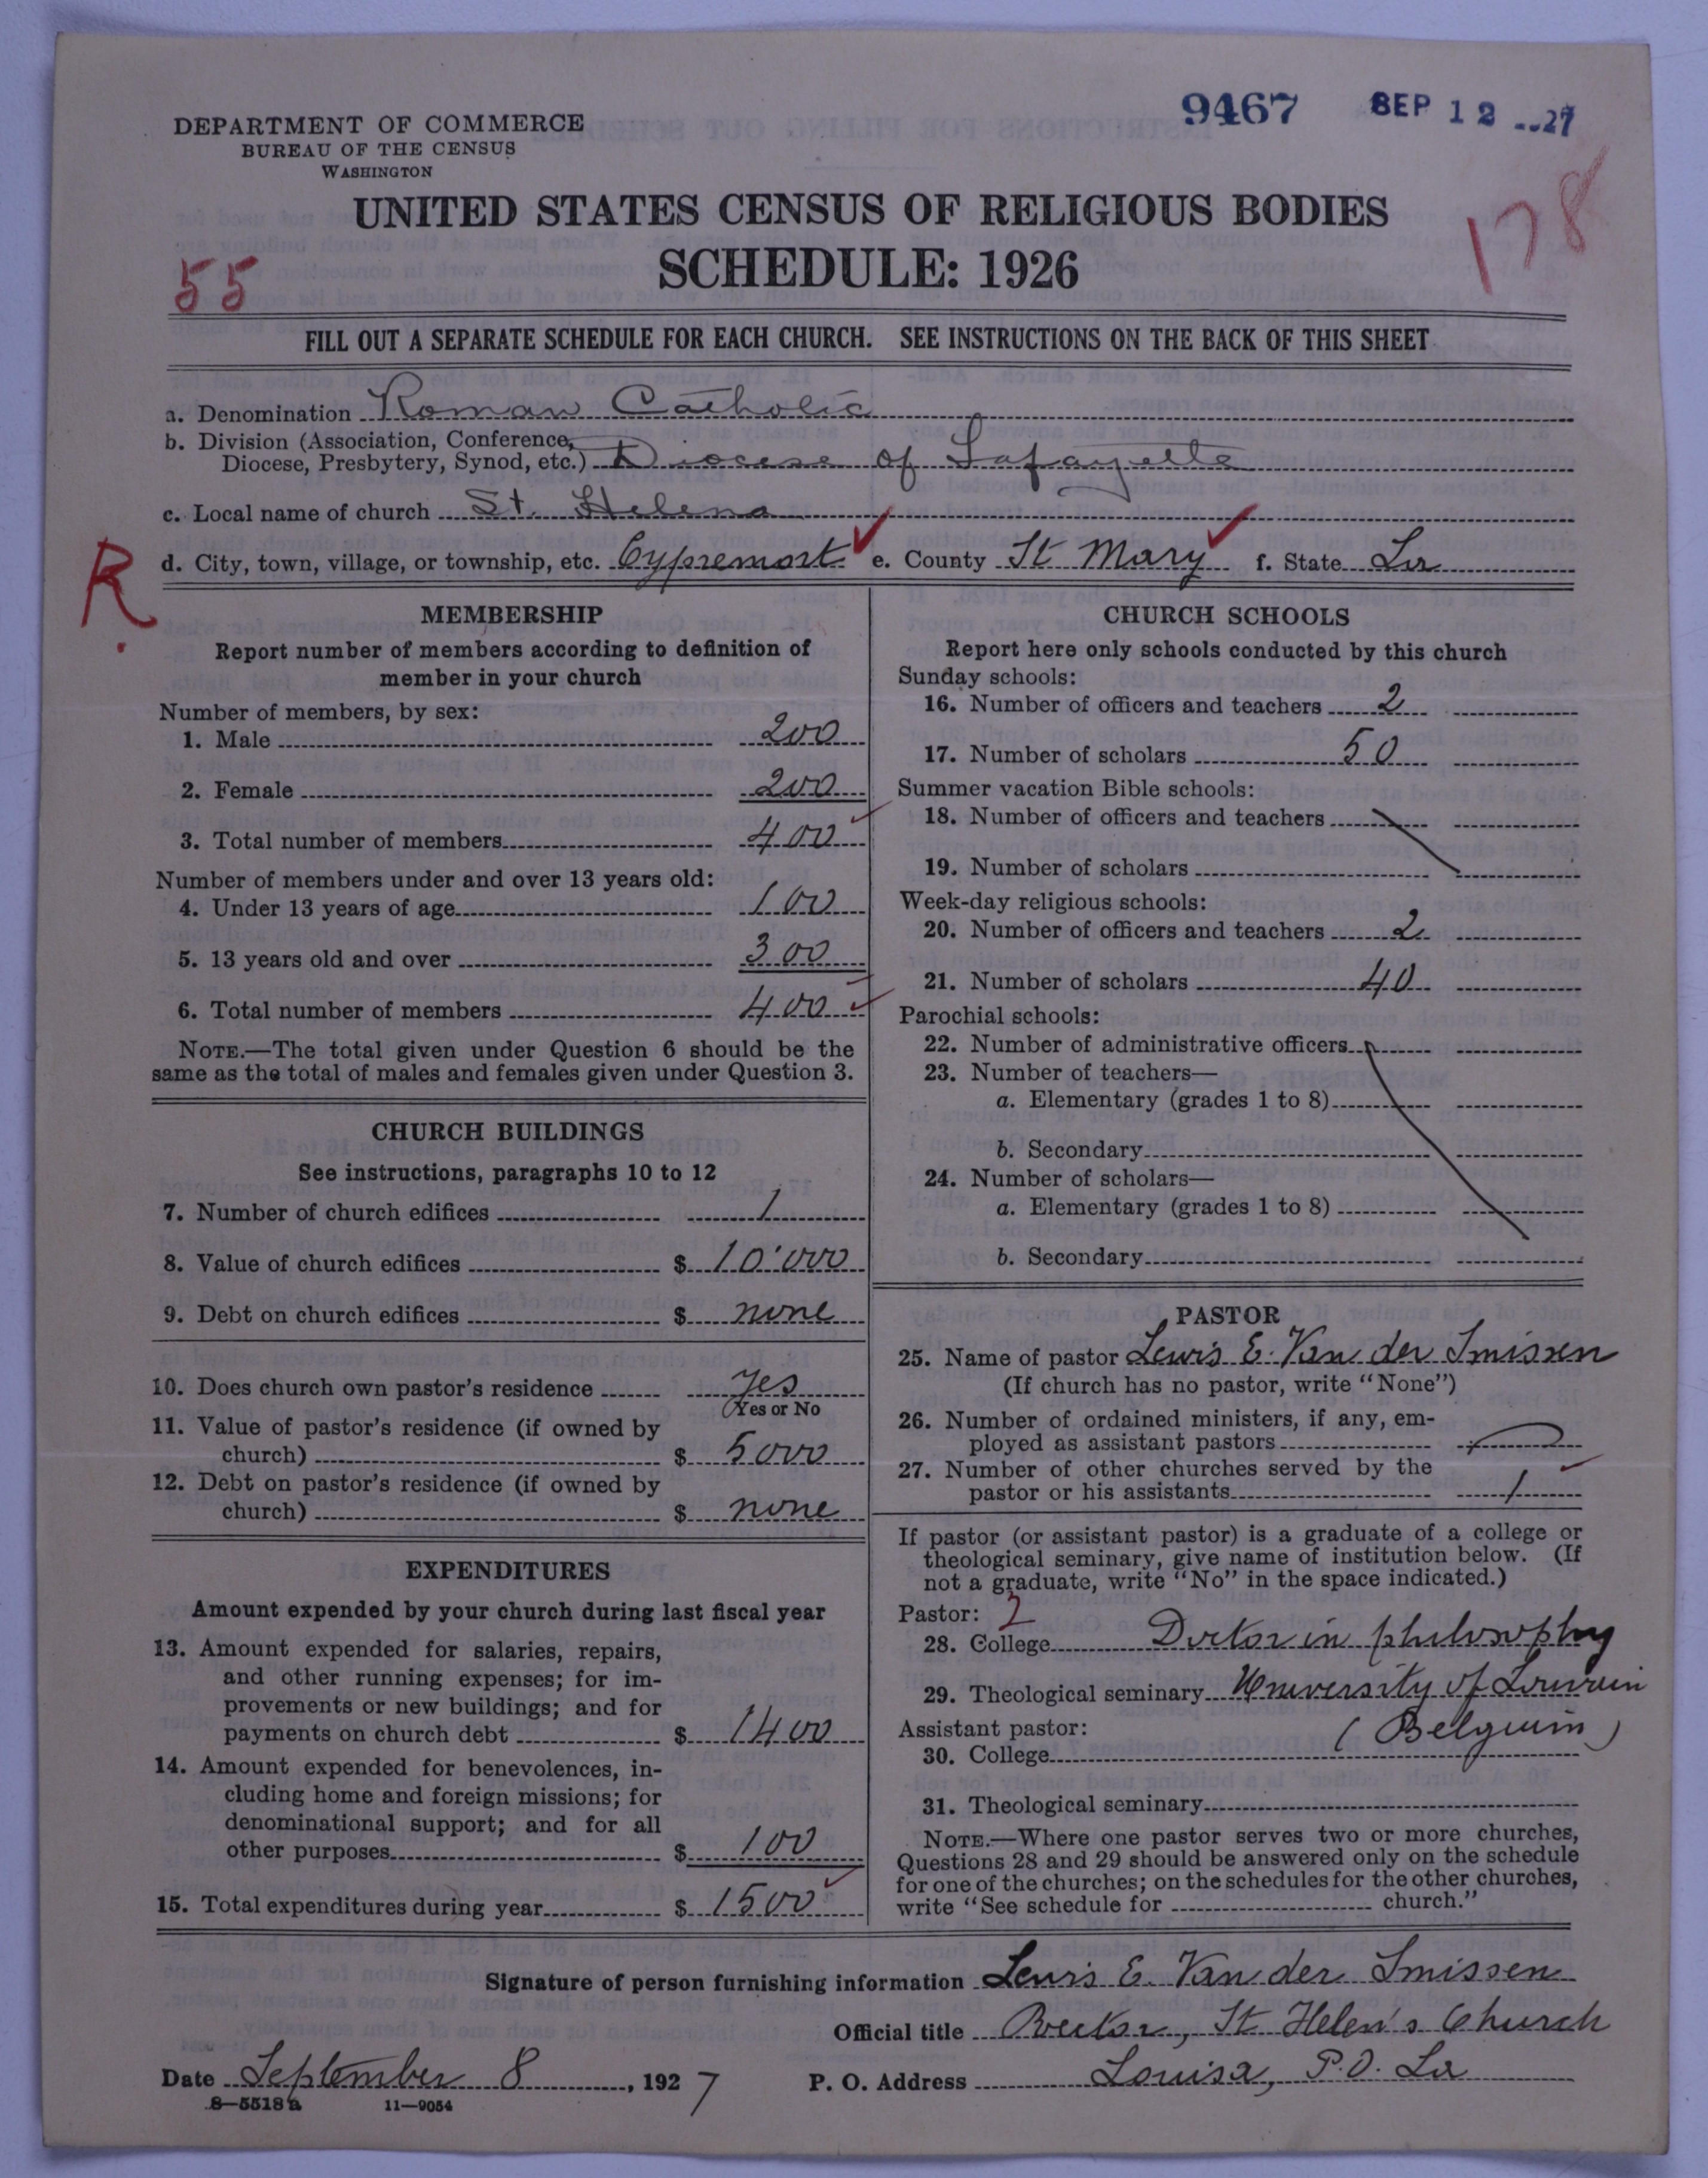 DEPARTMENT OF COMMERCE
BUREAU OF THE CENSUS
WASHINGTON
9467 SEP 12 1927
UNITED STATES CENSUS OF RELIGIOUS BODIES
SCHEDULE: 1926
55
178
FILL OUT A SEPARATE SCHEDULE FOR EACH CHURCH. SEE INSTRUCTIONS ON THE BACK OF THIS SHEET
a. Denomination Roman Catholic
b. Division (Association, Conference,
Diocese, Presbytery, Synod, etc.) Diocese of Lafayette
c. Local name of church St. Helena
d. City, town, village, or township, etc. Cypremort e. County St Mary f. State La
R.
MEMBERSHIP
Report number of members according to definition of
member in your church
Number of members, by sex:
1. Male 200
2. Female 200
3. Total number of members 400
Number of members under and over 13 years old:
4. Under 13 years of age 100
5. 13 years old and over 300
6. Total number of members 400
NOTE.—The total given under Question 6 should be the
same as the total of males and females given under Question 3.
CHURCH BUILDINGS
See instructions, paragraphs 10 to 12
7. Number of church edifices 1
8. Value of church edifices $ 10'000
9. Debt on church edifices $ none
10. Does church own pastor's residence yes
Yes or No
11. Value of pastor's residence (if owned by
church) $ 5000
12. Debt on pastor's residence (if owned by
church) $ none
EXPENDITURES
Amount expended by your church during last fiscal year
13. Amount expended for salaries, repairs,
and other running expenses; for im-
provements or new buildings; and for
payments on church debt $ 1400
14. Amount expended for benevolences, in-
cluding home and foreign missions; for
denominational support; and for all
other purposes $ 100
15. Total expenditures during year $ 1500
CHURCH SCHOOLS
Report here only schools conducted by this church
Sunday schools:
16. Number of officers and teachers 2
17. Number of scholars 50
Summer vacation Bible schools:
18. Number of officers and teachers
19. Number of scholars
Week-day religious schools:
20. Number of officers and teachers 2
21. Number of scholars 40
Parochial schools:
22. Number of administrative officers
23. Number of teachers—
a. Elementary (grades 1 to 8)
b. Secondary
24. Number of scholars—
a. Elementary (grades 1 to 8)
b. Secondary
PASTOR
25. Name of pastor Lewis E. Van der Smissen
(If church has no pastor, write "None")
26. Number of ordained ministers, if any, em-
ployed as assistant pastors
27. Number of other churches served by the
pastor or his assistants 1
If pastor (or assistant pastor) is a graduate of a college or
theological seminary, give name of institution below. (If
not a graduate, write "No" in the space indicated.)
Pastor: 2
28. College Doctor in philosophy
29. Theological seminary University of Louvain
Assistant pastor: (Belguim)
30. College
31. Theological seminary
NOTE.—Where one pastor serves two or more churches,
Questions 28 and 29 should be answered only on the schedule
for one of the churches; on the schedules for the other churches,
write "See schedule for church."
Signature of person furnishing information Lewis E. Van der Smissen
Official title Rector, St Helen's Church
Date September 8, 1927 P. O. Address Louisa, P.O. La
8—5518a 11—9054